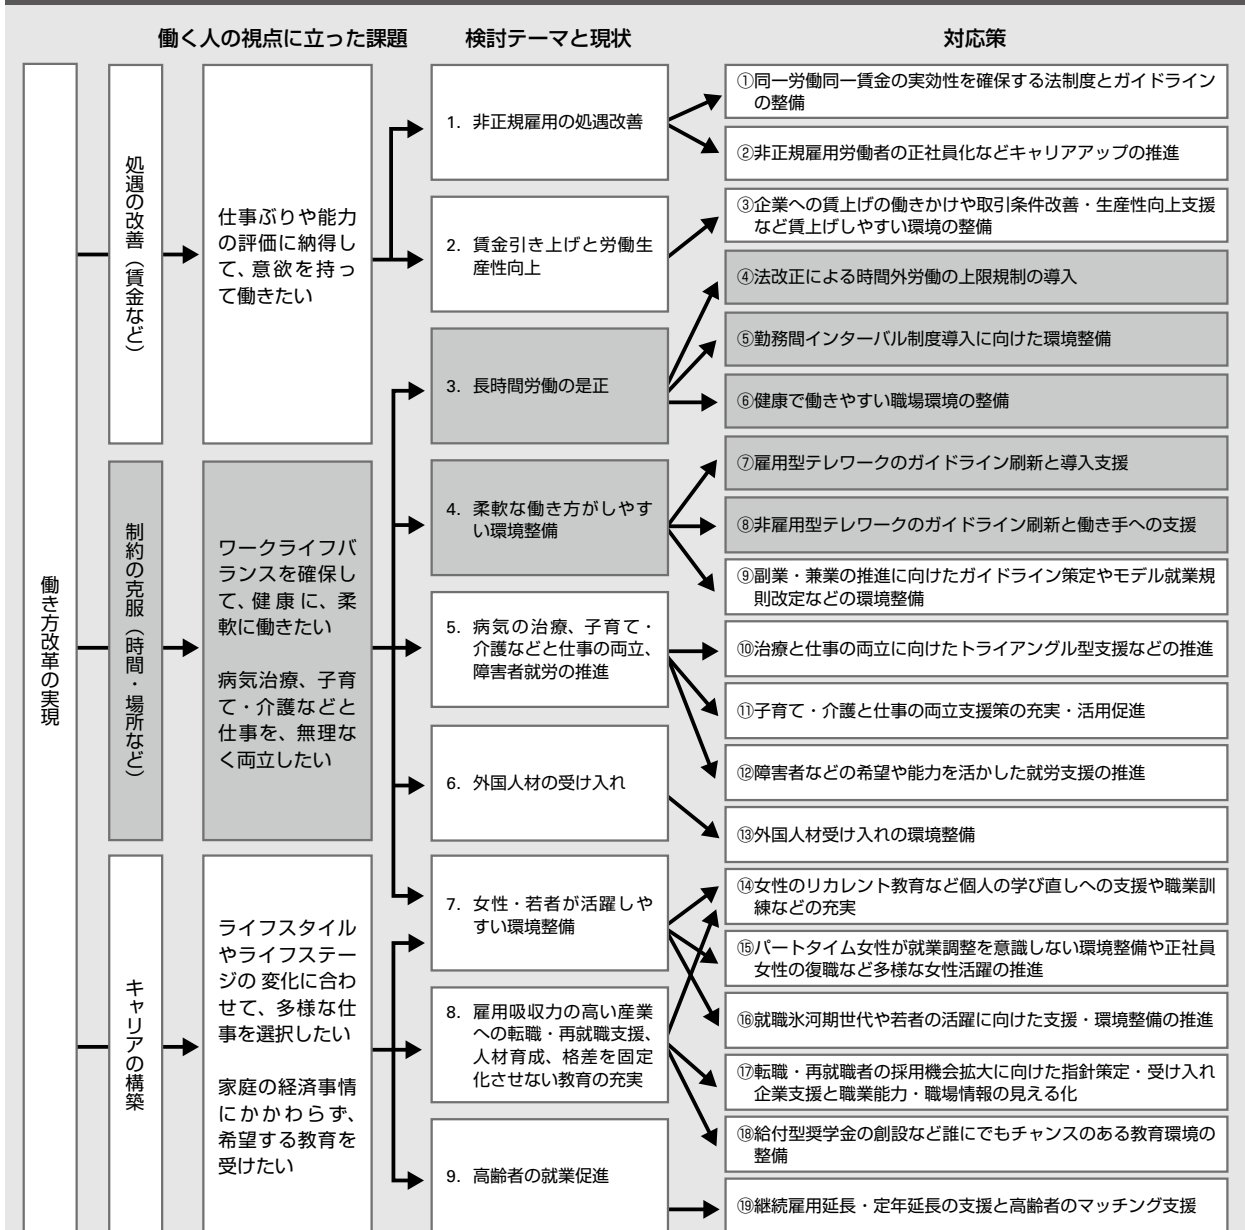 働く人の視点に立った課題
検討テーマと現状
対応策
働き方改革の実現
処遇の改善（賃金など）
仕事ぶりや能力
の評価に納得し
て、意欲を持っ
て働きたい
1. 非正規雇用の処遇改善
①同一労働同一賃金の実効性を確保する法制度とガイドライン
の整備
②非正規雇用労働者の正社員化などキャリアアップの推進
2. 賃金引き上げと労働生
産性向上
③企業への賃上げの働きかけや取引条件改善・生産性向上支援
など賃上げしやすい環境の整備
制約の克服（時間・場所など）
ワークライフバ
ランスを確保し
て、健康に、柔
軟に働きたい
病気治療、子育
て・介護などと
仕事を、無理な
く両立したい
3. 長時間労働の是正
④法改正による時間外労働の上限規制の導入
⑤勤務間インターバル制度導入に向けた環境整備
⑥健康で働きやすい職場環境の整備
4. 柔軟な働き方がしやす
い環境整備
⑦雇用型テレワークのガイドライン刷新と導入支援
⑧非雇用型テレワークのガイドライン刷新と働き手への支援
⑨副業・兼業の推進に向けたガイドライン策定やモデル就業規
則改定などの環境整備
5. 病気の治療、子育て・
介護などと仕事の両立、
障害者就労の推進
⑩治療と仕事の両立に向けたトライアングル型支援などの推進
⑪子育て・介護と仕事の両立支援策の充実・活用促進
⑫障害者などの希望や能力を活かした就労支援の推進
6. 外国人材の受け入れ
⑬外国人材受け入れの環境整備
キャリアの構築
ライフスタイル
やライフステー
ジの変化に合わ
せて、多様な仕
事を選択したい
家庭の経済事情
にかかわらず、
希望する教育を
受けたい
7. 女性・若者が活躍しや
すい環境整備
⑭女性のリカレント教育など個人の学び直しへの支援や職業訓
練などの充実
⑮パートタイム女性が就業調整を意識しない環境整備や正社員
女性の復職など多様な女性活躍の推進
⑯就職氷河期世代や若者の活躍に向けた支援・環境整備の推進
8. 雇用吸収力の高い産業
への転職・再就職支援、
人材育成、格差を固定
化させない教育の充実
⑰転職・再就職者の採用機会拡大に向けた指針策定・受け入れ
企業支援と職業能力・職場情報の見える化
⑱給付型奨学金の創設など誰にでもチャンスのある教育環境の
整備
9. 高齢者の就業促進
⑲継続雇用延長・定年延長の支援と高齢者のマッチング支援